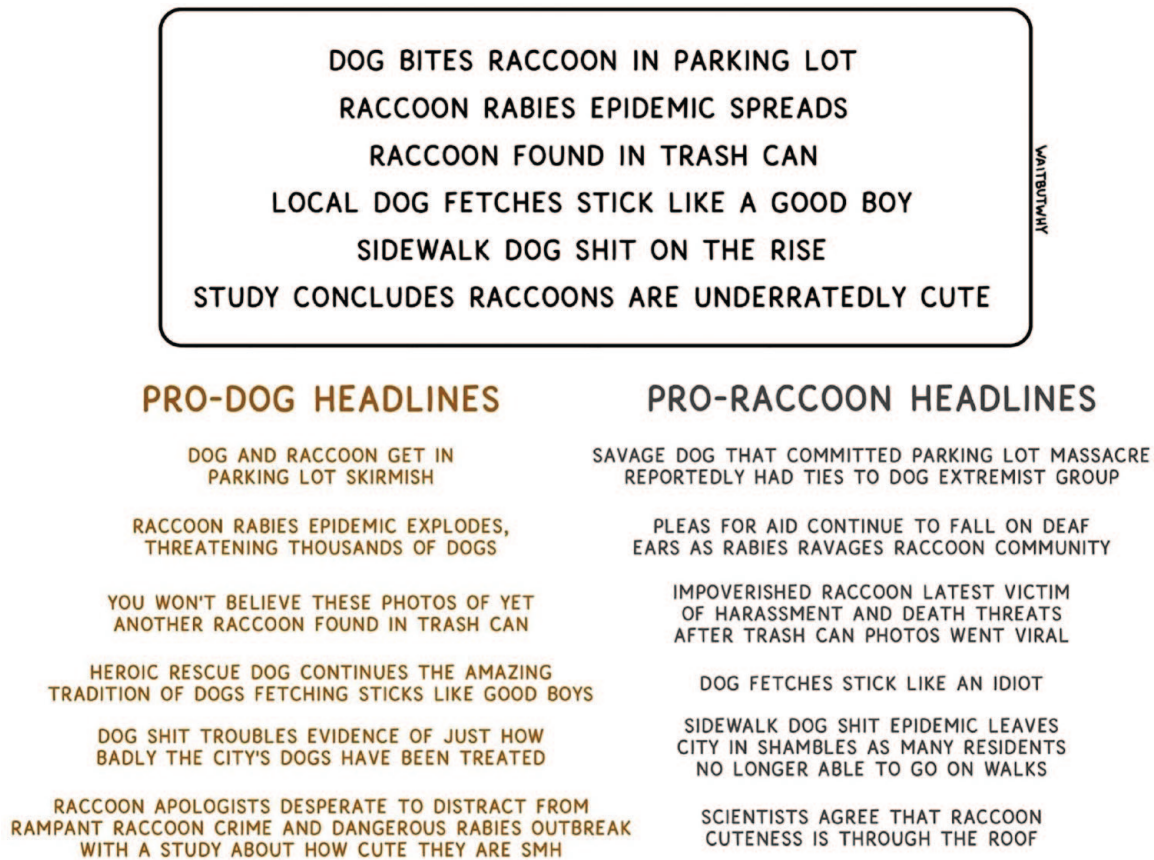 DOG BITES RACCOON IN PARKING LOT
RACCOON RABIES EPIDEMIC SPREADS
RACCOON FOUND IN TRASH CAN
LOCAL DOG FETCHES STICK LIKE A GOOD BOY
SIDEWALK DOG SHIT ON THE RISE
STUDY CONCLUDES RACCOONS ARE UNDERRATEDLY CUTE
WAITBUTWHY
PRO-DOG HEADLINES
DOG AND RACCOON GET IN
PARKING LOT SKIRMISH
RACCOON RABIES EPIDEMIC EXPLODES,
THREATENING THOUSANDS OF DOGS
YOU WON'T BELIEVE THESE PHOTOS OF YET
ANOTHER RACCOON FOUND IN TRASH CAN
HEROIC RESCUE DOG CONTINUES THE AMAZING
TRADITION OF DOGS FETCHING STICKS LIKE GOOD BOYS
DOG SHIT TROUBLES EVIDENCE OF JUST HOW
BADLY THE CITY'S DOGS HAVE BEEN TREATED
RACCOON APOLOGISTS DESPERATE TO DISTRACT FROM
RAMPANT RACCOON CRIME AND DANGEROUS RABIES OUTBREAK
WITH A STUDY ABOUT HOW CUTE THEY ARE SMH
PRO-RACCOON HEADLINES
SAVAGE DOG THAT COMMITTED PARKING LOT MASSACRE
REPORTEDLY HAD TIES TO DOG EXTREMIST GROUP
PLEAS FOR AID CONTINUE TO FALL ON DEAF
EARS AS RABIES RAVAGES RACCOON COMMUNITY
IMPOVERISHED RACCOON LATEST VICTIM
OF HARASSMENT AND DEATH THREATS
AFTER TRASH CAN PHOTOS WENT VIRAL
DOG FETCHES STICK LIKE AN IDIOT
SIDEWALK DOG SHIT EPIDEMIC LEAVES
CITY IN SHAMBLES AS MANY RESIDENTS
NO LONGER ABLE TO GO ON WALKS
SCIENTISTS AGREE THAT RACCOON
CUTENESS IS THROUGH THE ROOF